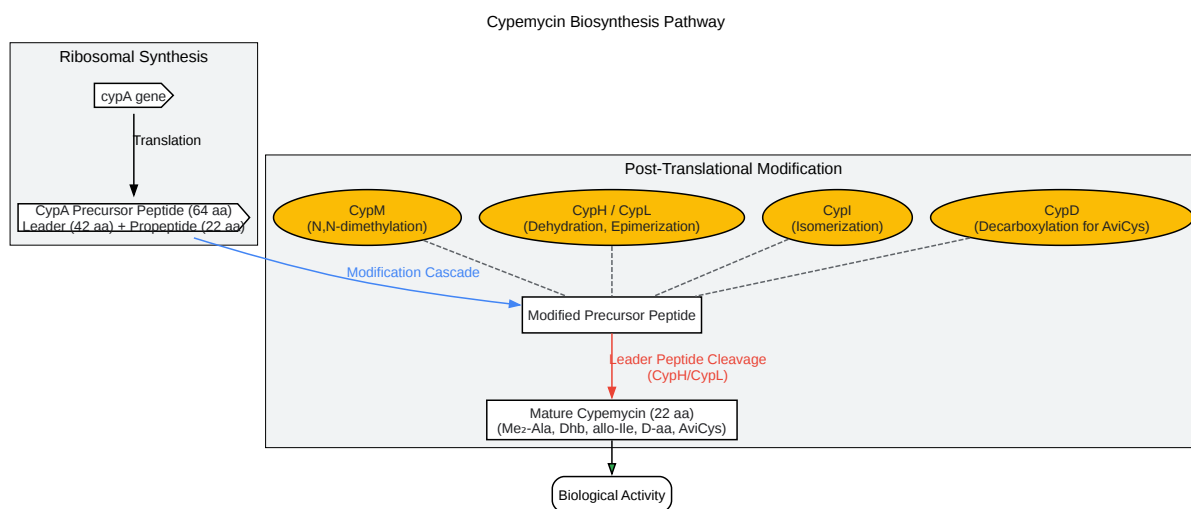 Cypemycin Biosynthesis Pathway
Ribosomal Synthesis
cypA gene
Translation
CypA Precursor Peptide (64 aa)
Leader (42 aa) + Propeptide (22 aa)
Post-Translational Modification
CypM
(N,N-dimethylation)
CypH / CypL
(Dehydration, Epimerization)
CypI
(Isomerization)
CypD
(Decarboxylation for AviCys)
Modification Cascade
Modified Precursor Peptide
Leader Peptide Cleavage
(CypH/CypL)
Mature Cypemycin (22 aa)
(Me₂-Ala, Dhb, allo-Ile, D-aa, AviCys)
Biological Activity